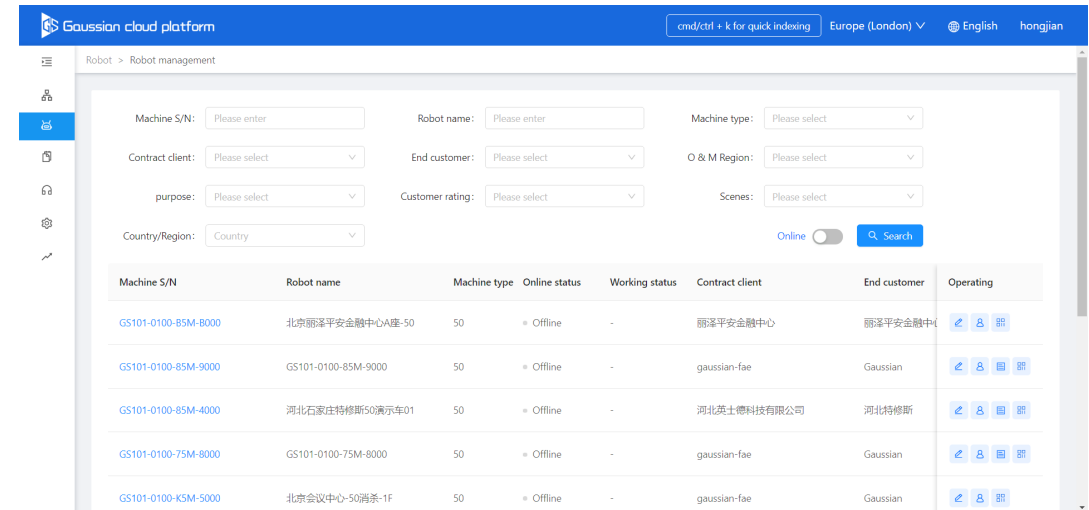 GS Gaussian cloud platform cmd/ctrl + k for quick indexing Europe (London) English hongjian
Robot > Robot management
Machine S/N: Please enter Robot name: Please enter Machine type: Please select
Contract client: Please select End customer: Please select O & M Region: Please select
purpose: Please select Customer rating: Please select Scenes: Please select
Country/Region: Country Online Search
Machine S/N Robot name Machine type Online status Working status Contract client End customer Operating
GS101-0100-B5M-B000 北京丽泽平安金融中心A座-50 50 Offline - 丽泽平安金融中心 丽泽平安金融中
GS101-0100-85M-9000 GS101-0100-85M-9000 50 Offline - gaussian-fae Gaussian
GS101-0100-85M-4000 河北石家庄特修斯50演示车01 50 Offline - 河北英士德科技有限公司 河北特修斯
GS101-0100-75M-8000 GS101-0100-75M-8000 50 Offline - gaussian-fae Gaussian
GS101-0100-K5M-5000 北京会议中心-50消杀-1F 50 Offline - gaussian-fae Gaussian